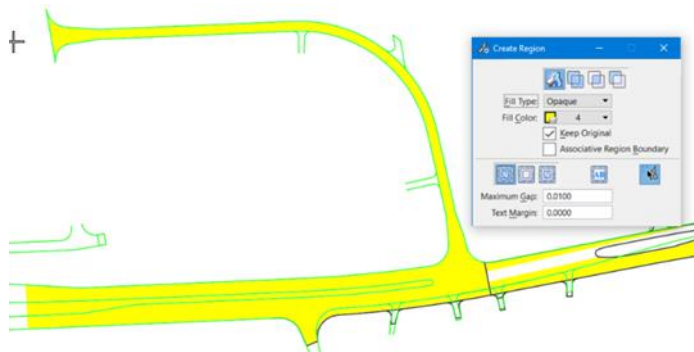 Create Region
Fill Type: Opaque
Fill Color: 4
Keep Original
Associative Region Boundary
Maximum Gap: 0.0100
Text Margin: 0.0000